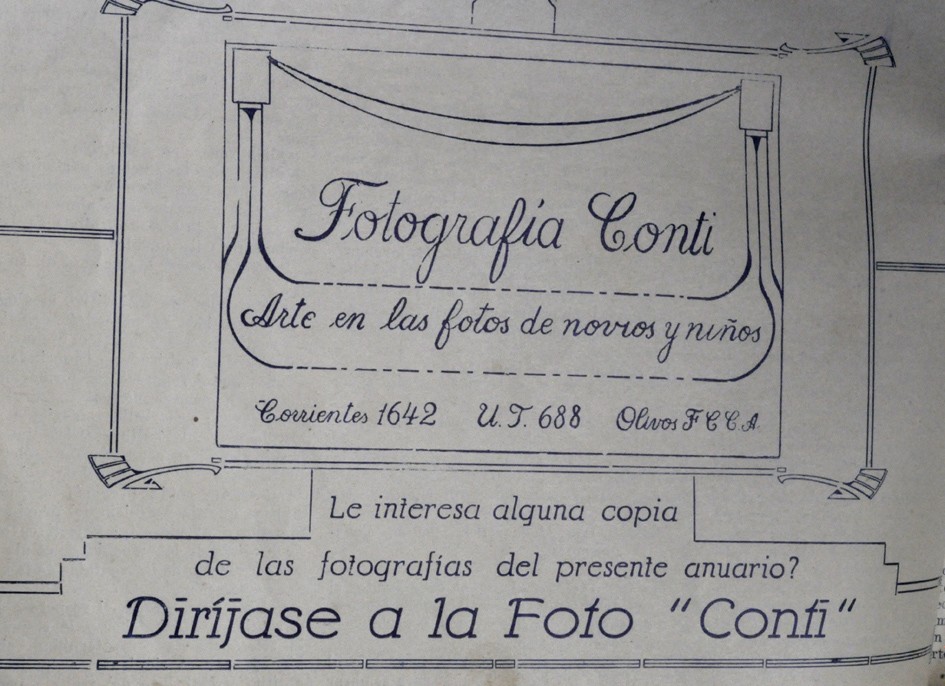 Fotografía Conti
Arte en las fotos de novios y niños
Corrientes 1642 U.T. 688 Olivos F C C.A.
Le interesa alguna copia
de las fotografías del presente anuario?
Diríjase a la Foto "Conti"